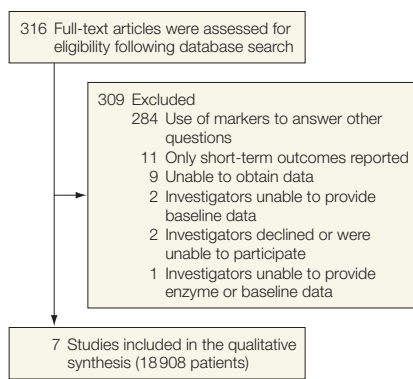 316 Full-text articles were assessed for
eligibility following database search
309 Excluded
284 Use of markers to answer other
questions
11 Only short-term outcomes reported
9 Unable to obtain data
2 Investigators unable to provide
baseline data
2 Investigators declined or were
unable to participate
1 Investigators unable to provide
enzyme or baseline data
7 Studies included in the qualitative
synthesis (18 908 patients)